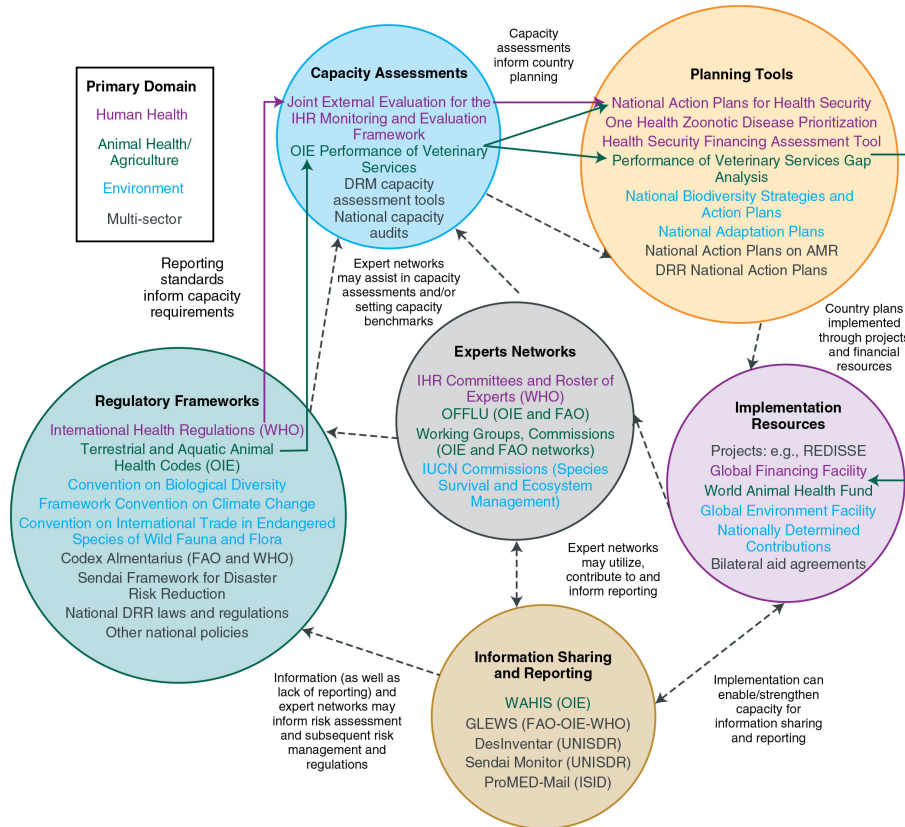 Primary Domain
Human Health
Animal Health/
Agriculture
Environment
Multi-sector
Capacity Assessments
Joint External Evaluation for the
IHR Monitoring and Evaluation
Framework
OIE Performance of Veterinary
Services
DRM capacity
assessment tools
National capacity
audits
Capacity
assessments
inform country
planning
Planning Tools
National Action Plans for Health Security
One Health Zoonotic Disease Prioritization
Health Security Financing Assessment Tool
Performance of Veterinary Services Gap
Analysis
National Biodiversity Strategies and
Action Plans
National Adaptation Plans
National Action Plans on AMR
DRR National Action Plans
Reporting
standards
inform capacity
requirements
Expert networks
may assist in capacity
assessments and/or
setting capacity
benchmarks
Country plans
implemented
through projects
and financial
resources
Regulatory Frameworks
International Health Regulations (WHO)
Terrestrial and Aquatic Animal
Health Codes (OIE)
Convention on Biological Diversity
Framework Convention on Climate Change
Convention on International Trade in Endangered
Species of Wild Fauna and Flora
Codex Almentarius (FAO and WHO)
Sendai Framework for Disaster
Risk Reduction
National DRR laws and regulations
Other national policies
Experts Networks
IHR Committees and Roster of
Experts (WHO)
OFFLU (OIE and FAO)
Working Groups, Commissions
(OIE and FAO networks)
IUCN Commissions (Species
Survival and Ecosystem
Management)
Implementation
Resources
Projects: e.g., REDISSE
Global Financing Facility
World Animal Health Fund
Global Environment Facility
Nationally Determined
Contributions
Bilateral aid agreements
Expert networks
may utilize,
contribute to and
inform reporting
Information Sharing
and Reporting
WAHIS (OIE)
GLEWS (FAO-OIE-WHO)
DesInventar (UNISDR)
Sendai Monitor (UNISDR)
ProMED-Mail (ISID)
Information (as well as
lack of reporting) and
expert networks may
inform risk assessment
and subsequent risk
management and
regulations
Implementation can
enable/strengthen
capacity for
information sharing
and reporting